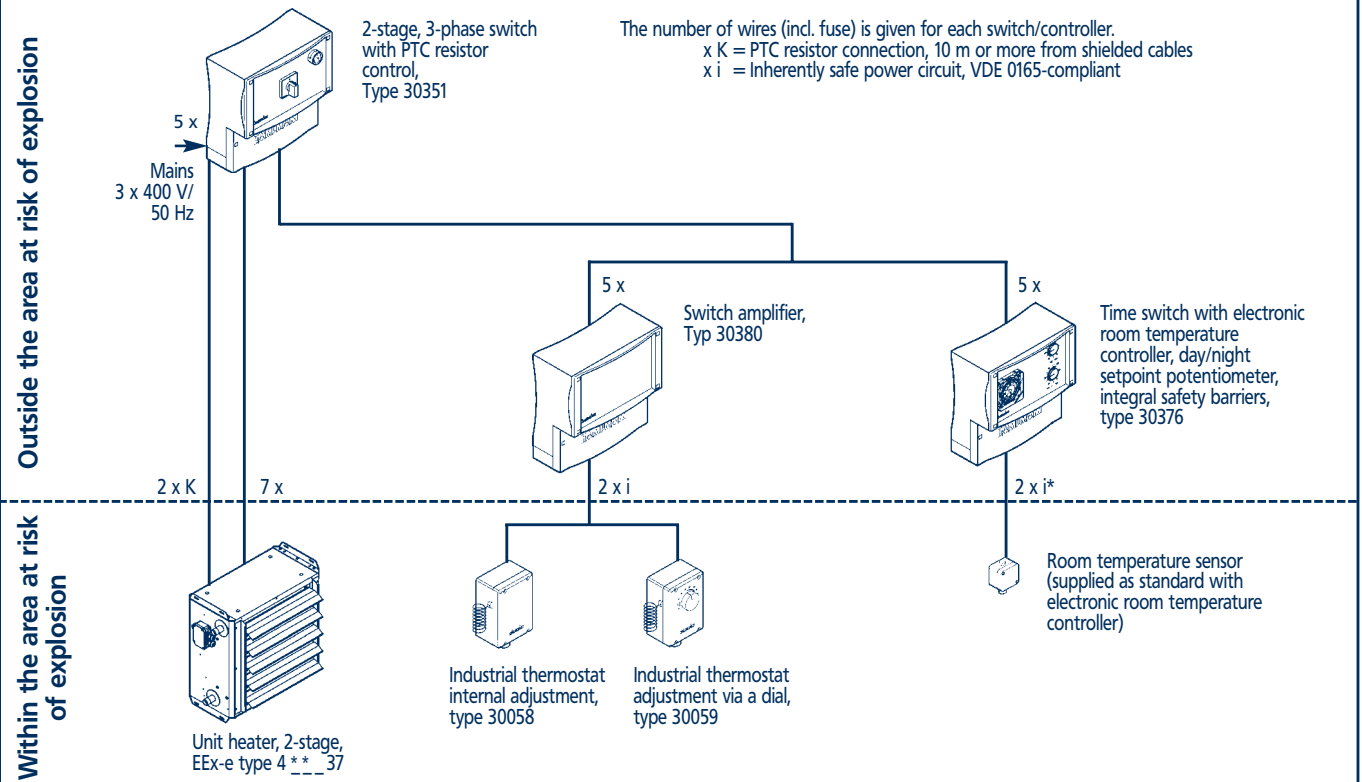 Outside the area at risk of explosion
2-stage, 3-phase switch
with PTC resistor
control,
Type 30351
The number of wires (incl. fuse) is given for each switch/controller.
x K = PTC resistor connection, 10 m or more from shielded cables
x i = Inherently safe power circuit, VDE 0165-compliant
5 x
Mains
3 x 400 V/
50 Hz
5 x
Switch amplifier,
Typ 30380
5 x
Time switch with electronic
room temperature
controller, day/night
setpoint potentiometer,
integral safety barriers,
type 30376
2 x K
7 x
2 x i
2 x i*
Within the area at risk
of explosion
Unit heater, 2-stage,
EEx-e type 4 * * _ 37
Industrial thermostat
internal adjustment,
type 30058
Industrial thermostat
adjustment via a dial,
type 30059
Room temperature sensor
(supplied as standard with
electronic room temperature
controller)